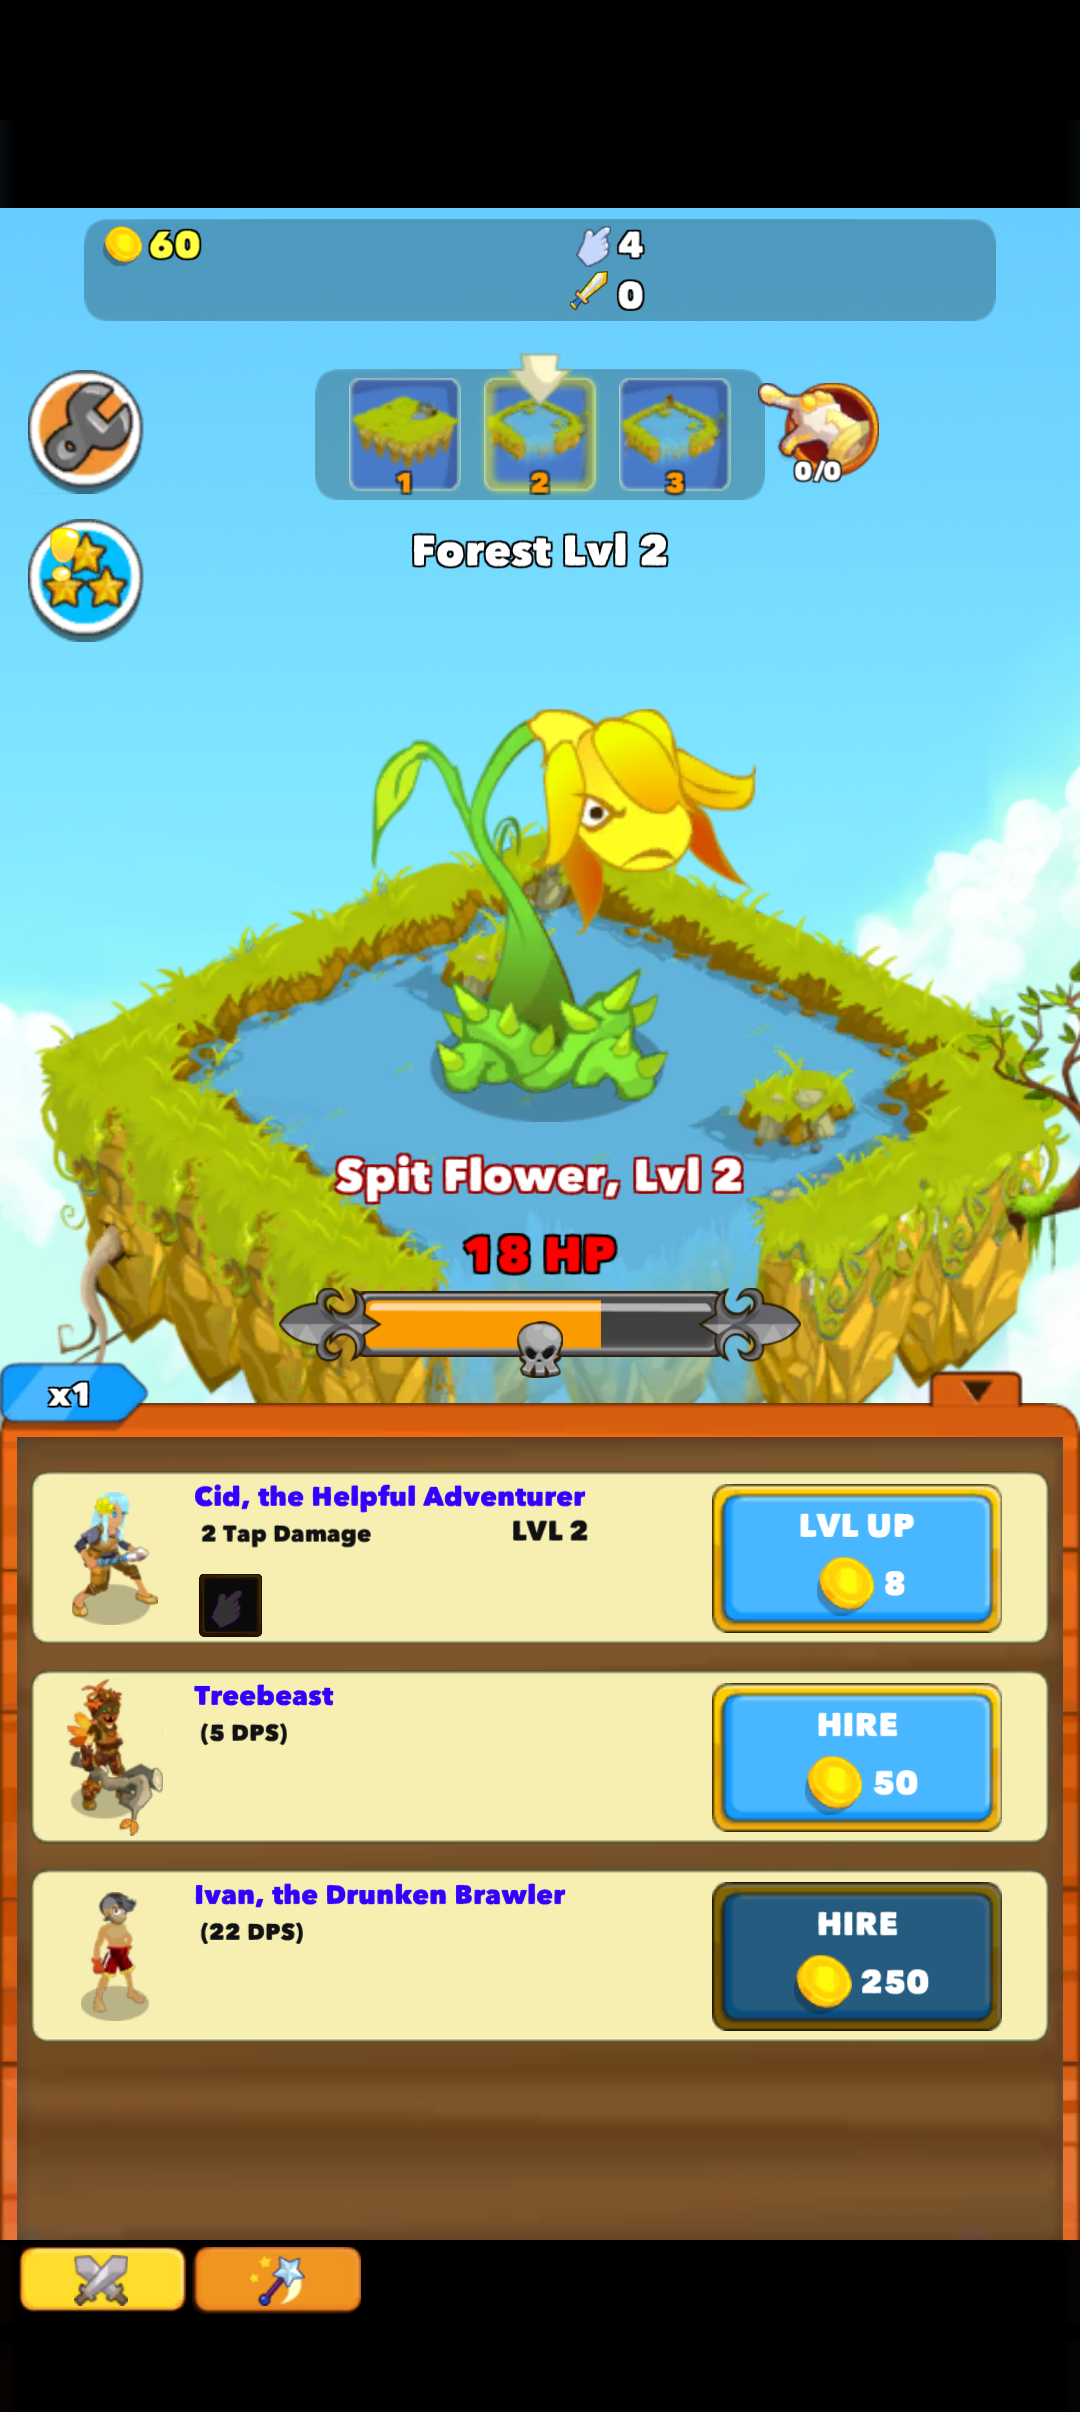 60
4
0
1
2
3
0/0
Forest Lvl 2
Spit Flower, Lvl 2
18 HP
x1
Cid, the Helpful Adventurer
2 Tap Damage
LVL 2
LVL UP
8
Treebeast
(5 DPS)
HIRE
50
Ivan, the Drunken Brawler
(22 DPS)
HIRE
250